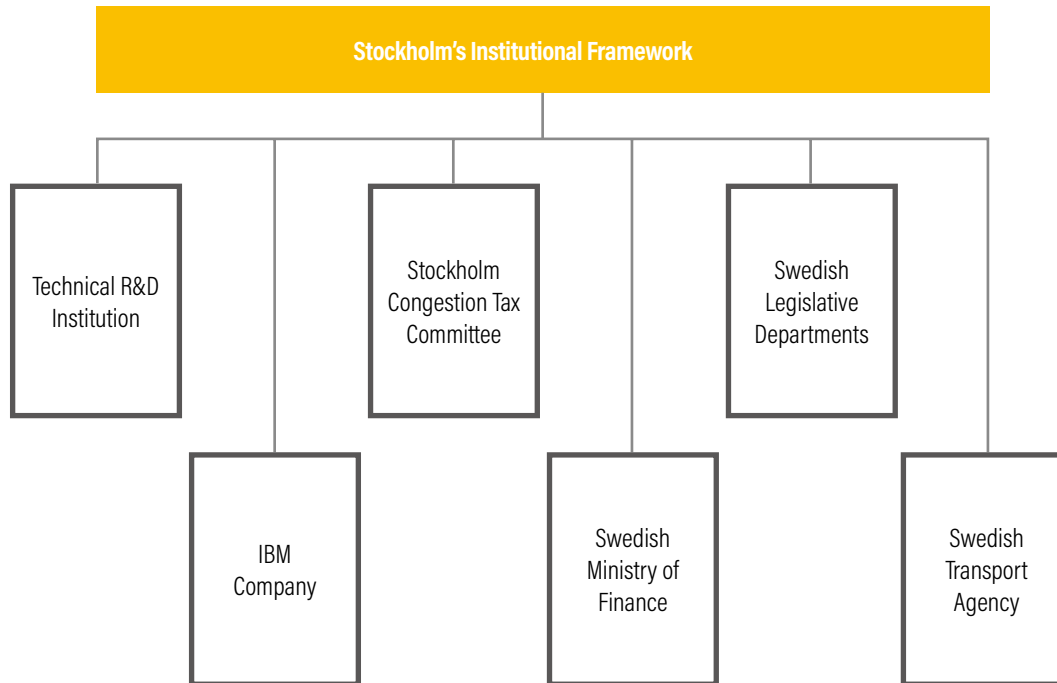 Stockholm's Institutional Framework
Technical R&D
Institution
Stockholm
Congestion Tax
Committee
Swedish
Legislative
Departments
IBM
Company
Swedish
Ministry of
Finance
Swedish
Transport
Agency